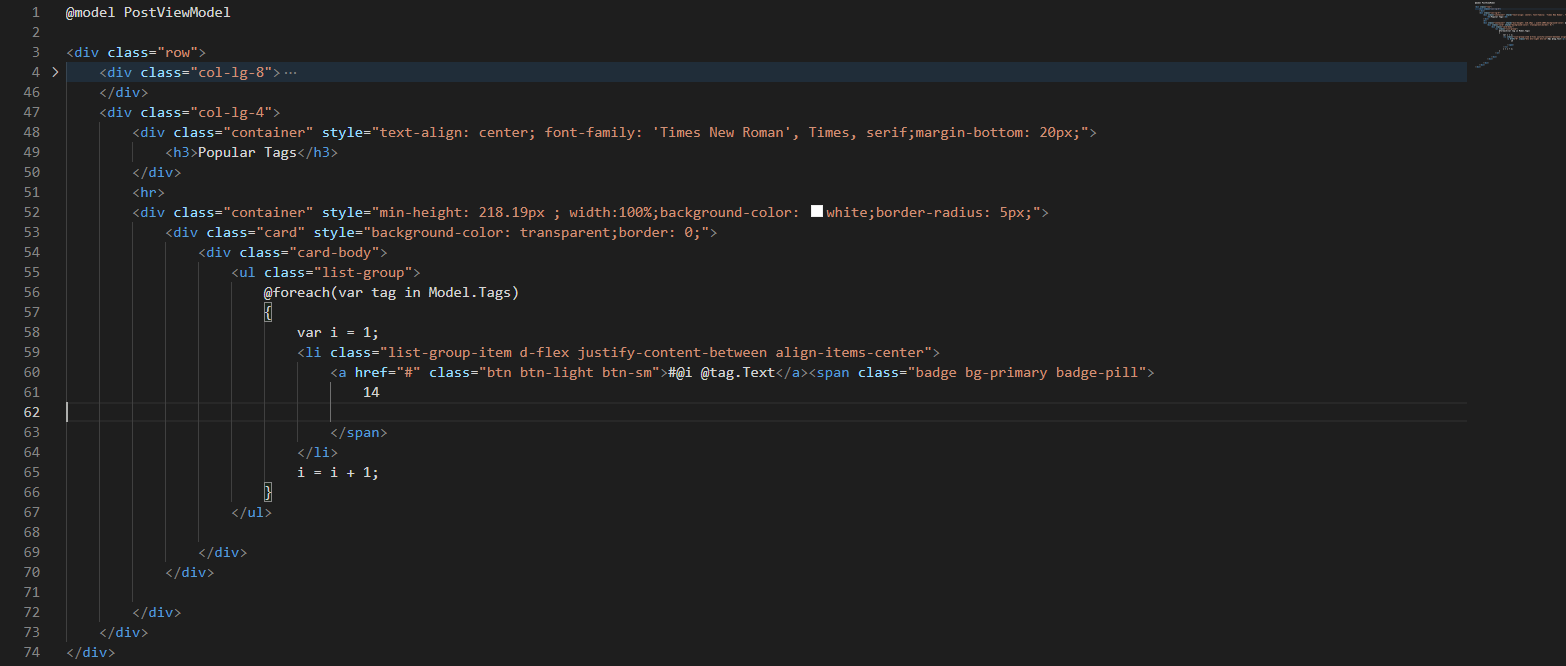 1 @model PostViewModel
2
3 <div class="row">
4 > <div class="col-lg-8"> ···
46 </div>
47 <div class="col-lg-4">
48 <div class="container" style="text-align: center; font-family: 'Times New Roman', Times, serif;margin-bottom: 20px;">
49 <h3>Popular Tags</h3>
50 </div>
51 <hr>
52 <div class="container" style="min-height: 218.19px ; width:100%;background-color: white;border-radius: 5px;">
53 <div class="card" style="background-color: transparent;border: 0;">
54 <div class="card-body">
55 <ul class="list-group">
56 @foreach(var tag in Model.Tags)
57 {
58 var i = 1;
59 <li class="list-group-item d-flex justify-content-between align-items-center">
60 <a href="#" class="btn btn-light btn-sm">#@i @tag.Text</a><span class="badge bg-primary badge-pill">
61 14
62
63 </span>
64 </li>
65 i = i + 1;
66 }
67 </ul>
68
69 </div>
70 </div>
71
72 </div>
73 </div>
74 </div>